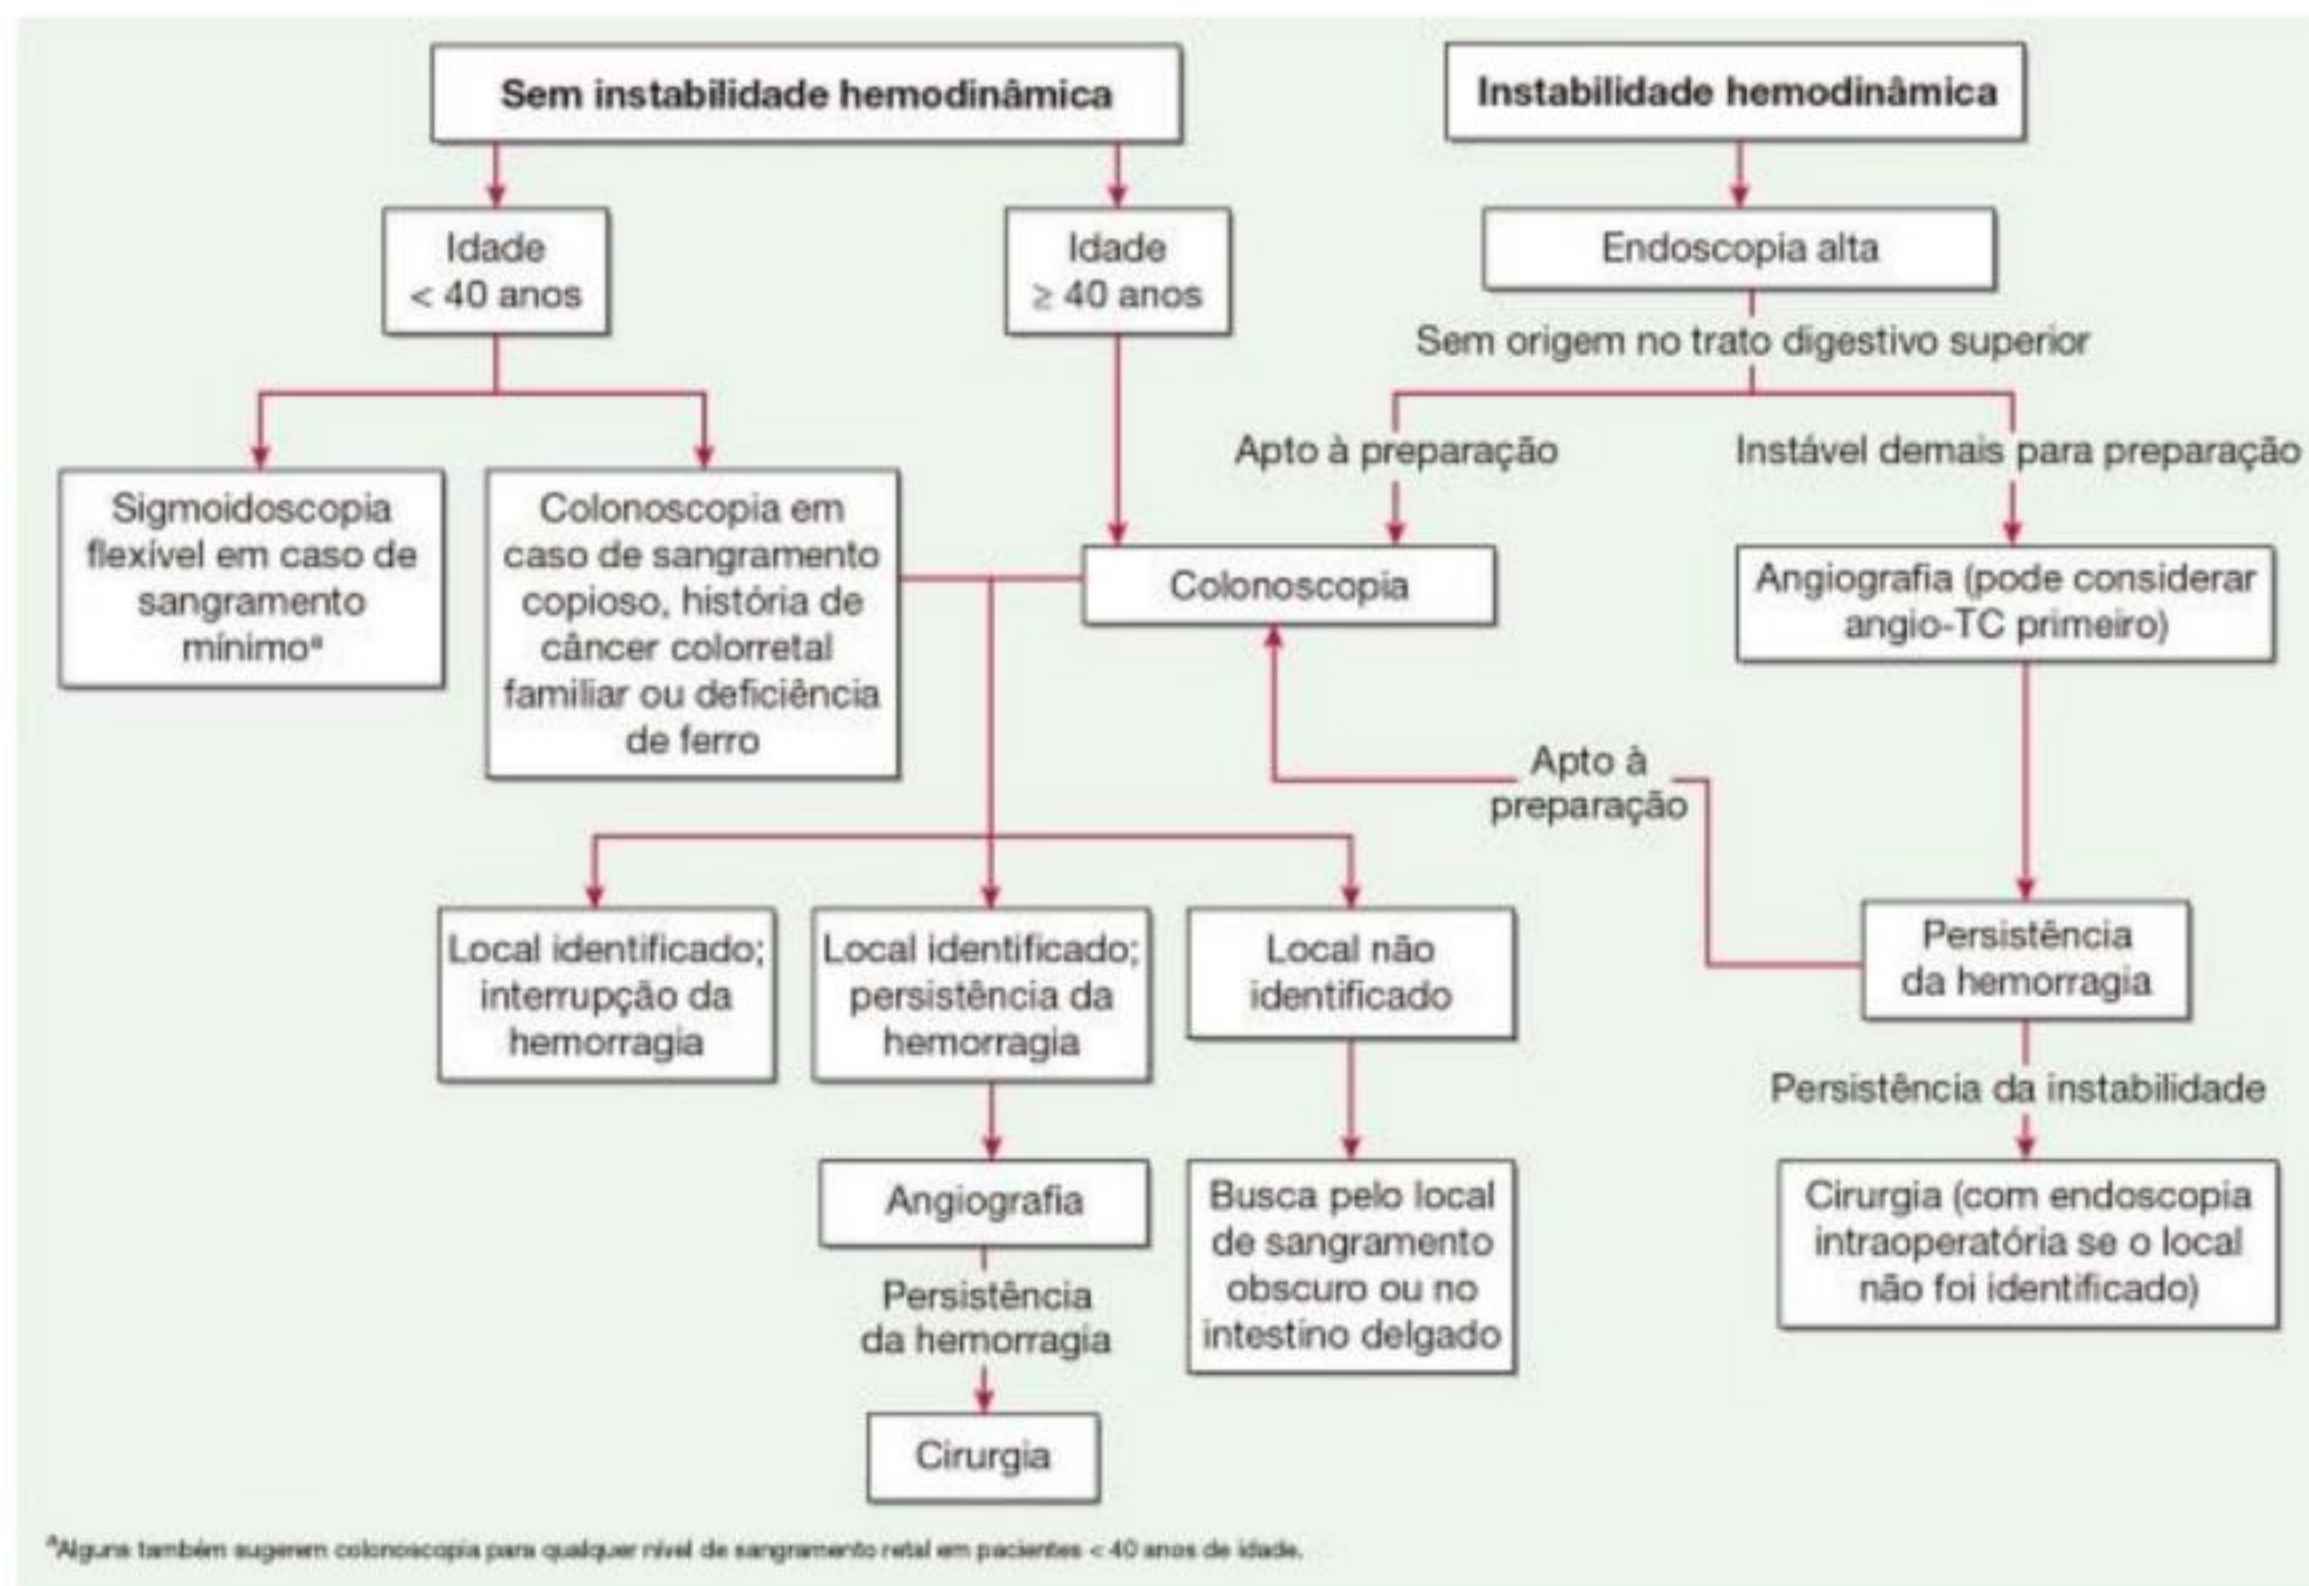 Sem instabilidade hemodinâmica
Instabilidade hemodinâmica
Idade
< 40 anos
Idade
≥ 40 anos
Endoscopia alta
Sem origem no trato digestivo superior
Apto à preparação
Instável demais para preparação
Sigmoidoscopia
flexível em caso de
sangramento
mínimoª
Colonoscopia em
caso de sangramento
copioso, história de
câncer colorretal
familiar ou deficiência
de ferro
Colonoscopia
Angiografia (pode considerar
angio-TC primeiro)
Apto à
preparação
Local identificado;
interrupção da
hemorragia
Local identificado;
persistência da
hemorragia
Local não
identificado
Persistência
da hemorragia
Persistência da instabilidade
Angiografia
Busca pelo local
de sangramento
obscuro ou no
intestino delgado
Cirurgia (com endoscopia
intraoperatória se o local
não foi identificado)
Persistência
da hemorragia
Cirurgia
ªAlguns também sugerem colonoscopia para qualquer nível de sangramento retal em pacientes < 40 anos de idade.